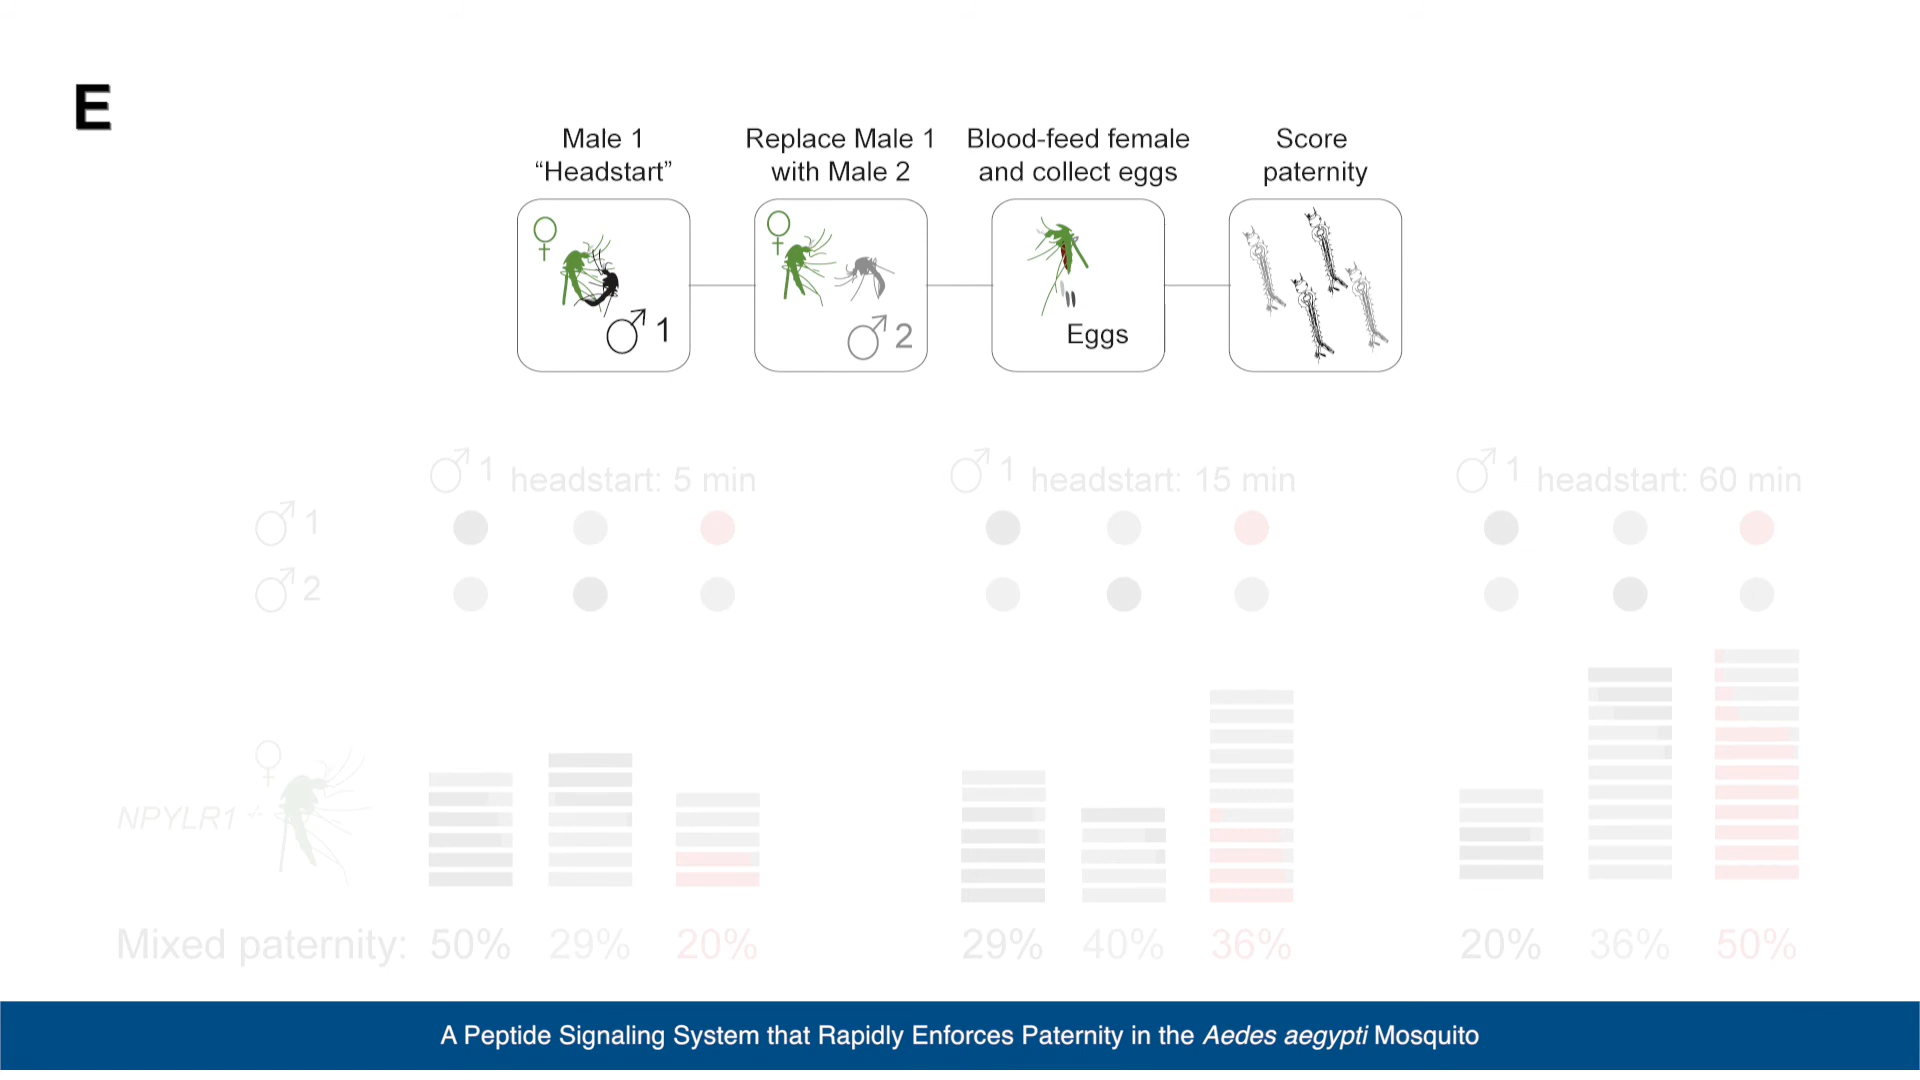 E
Male 1
“Headstart”
Replace Male 1
with Male 2
Blood-feed female
and collect eggs
Score
paternity
♀
♂ 1
♀
♂ 2
Eggs
♂ 1 headstart: 5 min
♂ 1 headstart: 15 min
♂ 1 headstart: 60 min
♂ 1
♂ 2
♀
NPYLR1 -/-
Mixed paternity: 50% 29% 20% 29% 40% 36% 20% 36% 50%
A Peptide Signaling System that Rapidly Enforces Paternity in the Aedes aegypti Mosquito